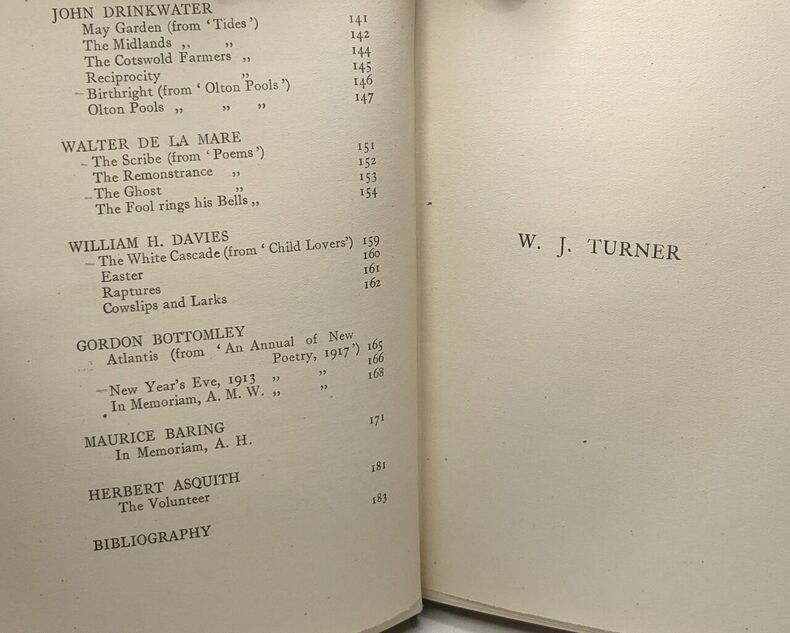 JOHN DRINKWATER
May Garden (from ‘Tides’) 141
The Midlands „ „ 142
The Cotswold Farmers „ 144
Reciprocity „ 145
Birthright (from ‘Olton Pools’) 146
Olton Pools „ „ „ 147
WALTER DE LA MARE
The Scribe (from ‘Poems’) 151
The Remonstrance „ 152
The Ghost „ 153
The Fool rings his Bells „ 154
WILLIAM H. DAVIES
The White Cascade (from ‘Child Lovers’) 159
Easter 160
Raptures 161
Cowslips and Larks 162
GORDON BOTTOMLEY
Atlantis (from ‘An Annual of New
Poetry, 1917’) 165
New Year's Eve, 1913 „ „ 166
In Memoriam, A. M. W. „ „ 168
MAURICE BARING
In Memoriam, A. H. 171
HERBERT ASQUITH
The Volunteer 181
BIBLIOGRAPHY 183
W. J. TURNER